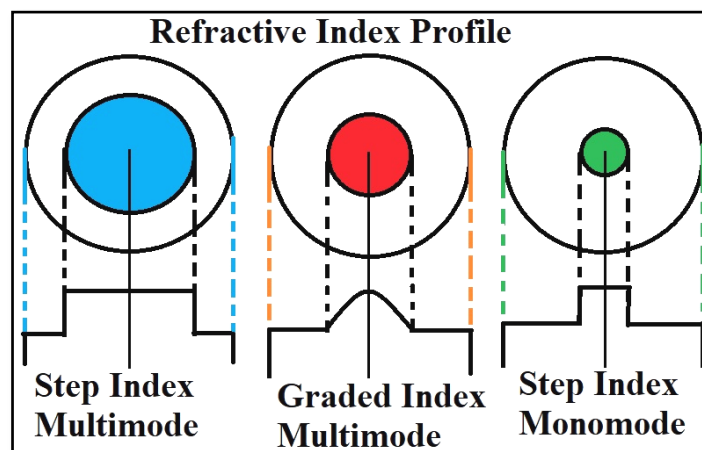 Refractive Index Profile
Step Index
Multimode
Graded Index
Multimode
Step Index
Monomode